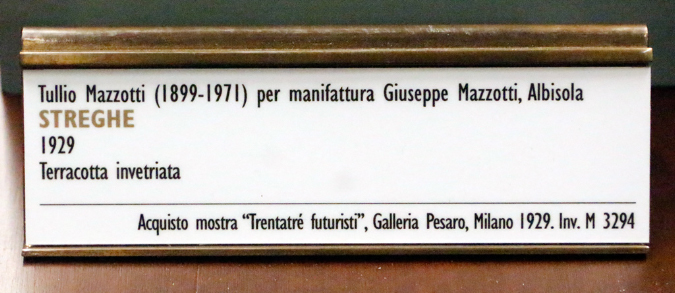 Tullio Mazzotti (1899-1971) per manifattura Giuseppe Mazzotti, Albisola
STREGHE
1929
Terracotta invetriata
Acquisto mostra “Trentatré futuristi”, Galleria Pesaro, Milano 1929. Inv. M 3294